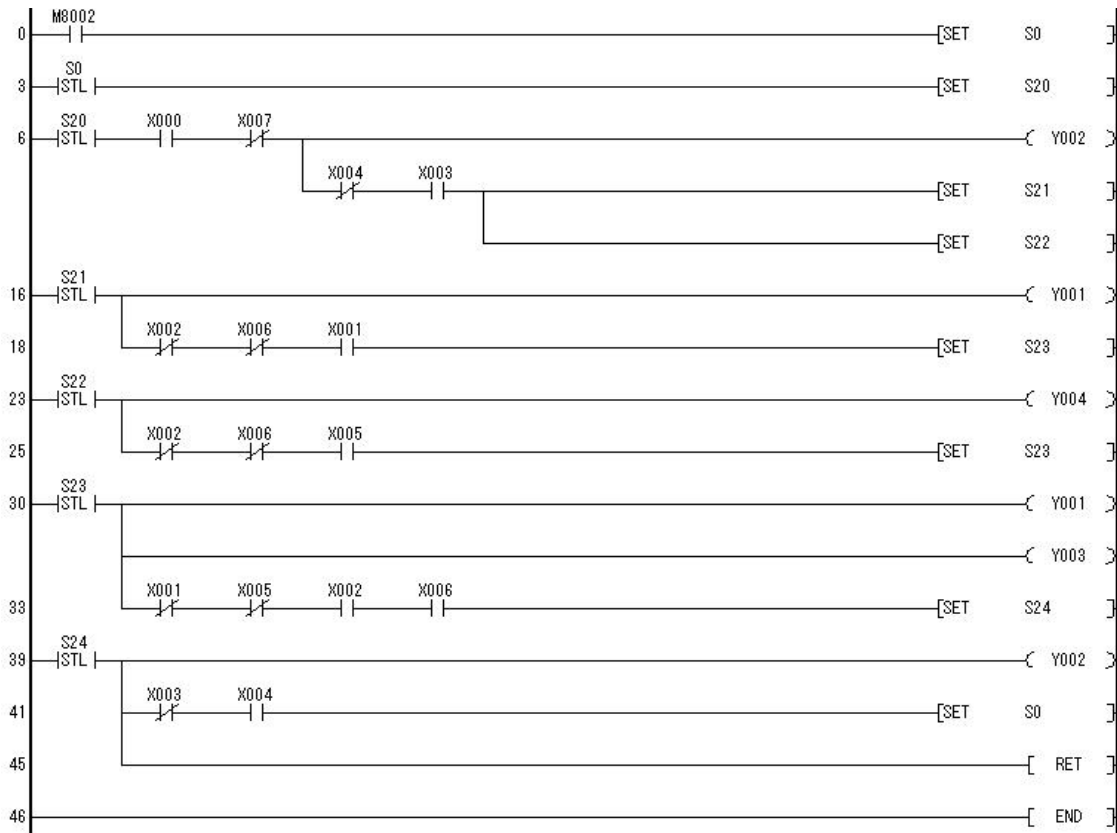 M8002
0 [SET S0 ]
S0
3 STL [SET S20 ]
S20 X000 X007
6 STL ( Y002 )
X004 X003
[SET S21 ]
[SET S22 ]
S21
16 STL ( Y001 )
X002 X006 X001
18 [SET S23 ]
S22
23 STL ( Y004 )
X002 X006 X005
25 [SET S23 ]
S23
30 STL ( Y001 )
( Y003 )
X001 X005 X002 X006
33 [SET S24 ]
S24
39 STL ( Y002 )
X003 X004
41 [SET S0 ]
45 [ RET ]
46 [ END ]